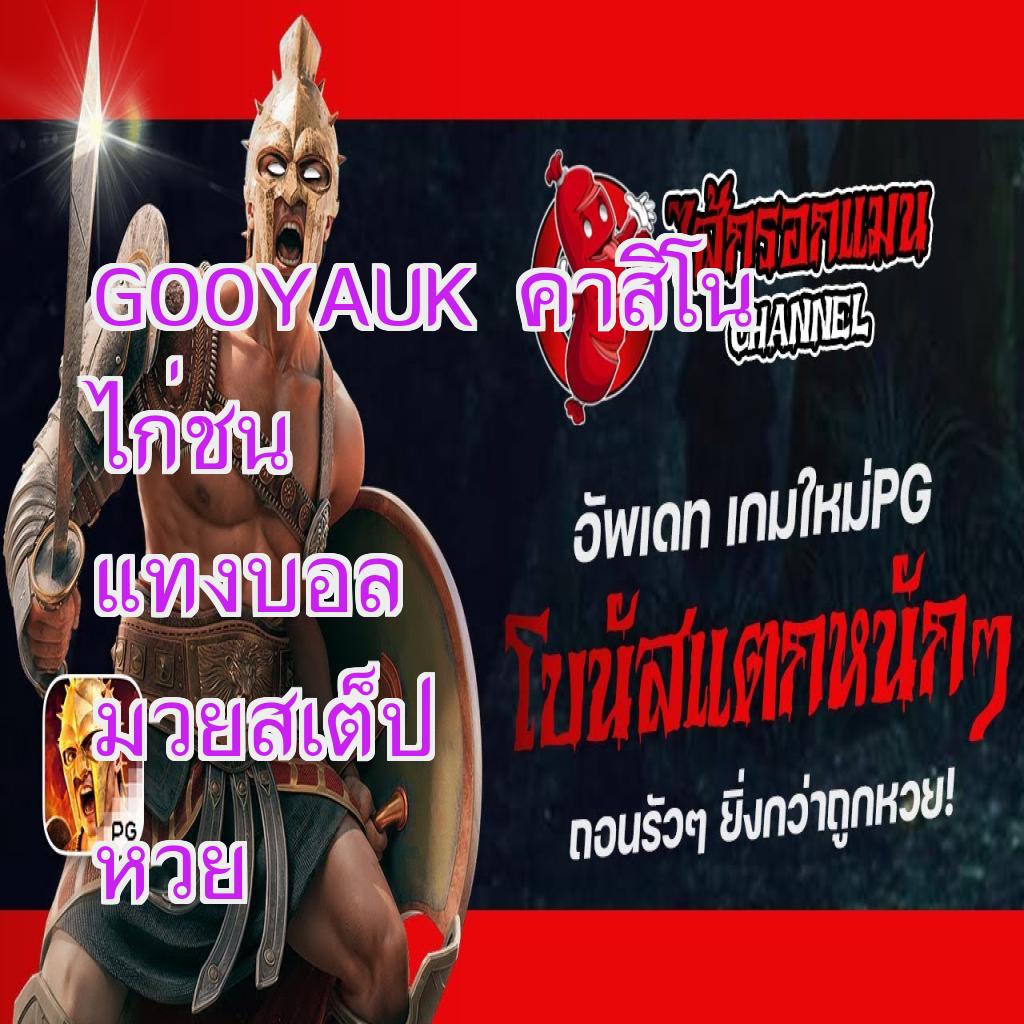 GOOYAUK คาสิโน
ไก่ชน
แทงบอล
มวยสเต็ป
หวย
ไส้กรอกแมน
CHANNEL
อัพเดท เกมใหม่PG
โบนัสแตกหนักๆ
ถอนรัวๆ ยิ่งกว่าถูกหวย!
PG